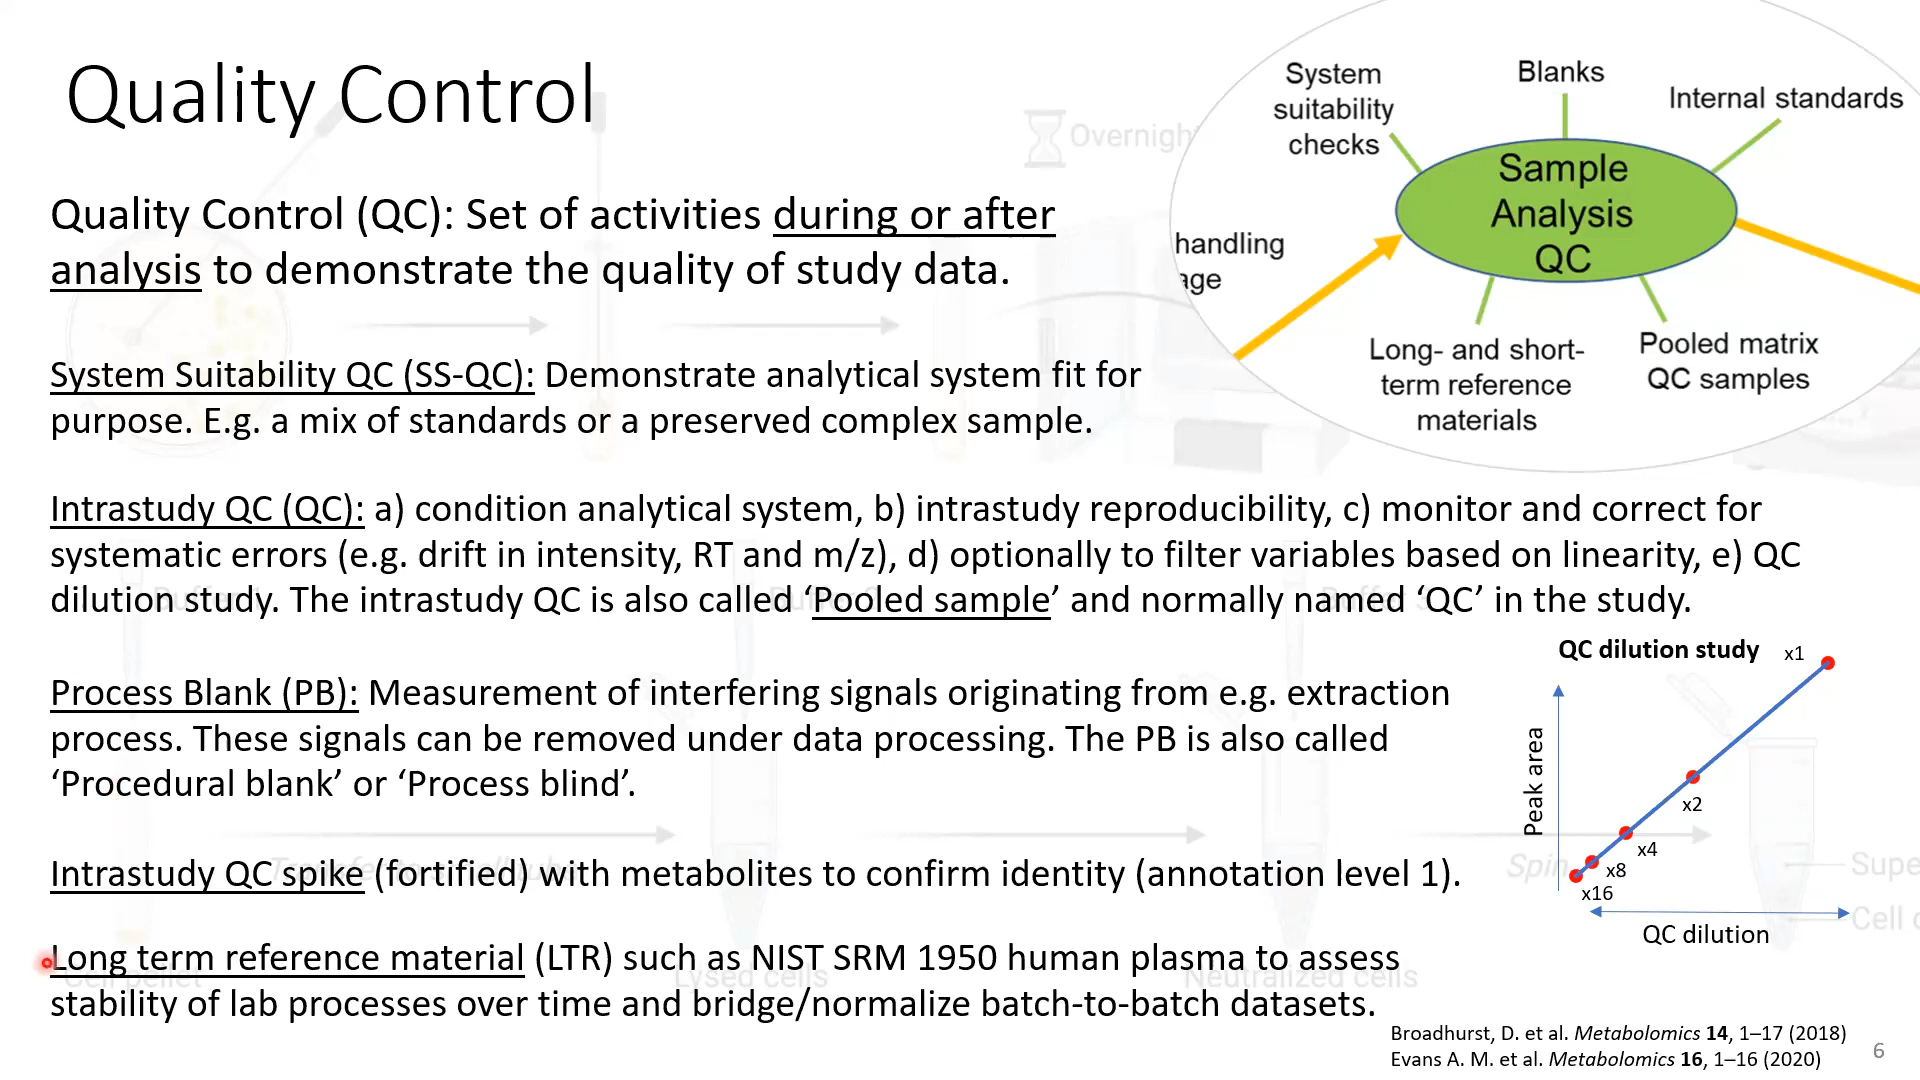 Quality Control
Quality Control (QC): Set of activities during or after
analysis to demonstrate the quality of study data.
System Suitability QC (SS-QC): Demonstrate analytical system fit for
purpose. E.g. a mix of standards or a preserved complex sample.
Overnight
System
suitability
checks
Blanks
Internal standards
Sample
Analysis
QC
handling
age
Long- and short-
term reference
materials
Pooled matrix
QC samples
Intrastudy QC (QC): a) condition analytical system, b) intrastudy reproducibility, c) monitor and correct for
systematic errors (e.g. drift in intensity, RT and m/z), d) optionally to filter variables based on linearity, e) QC
dilution study. The intrastudy QC is also called ‘Pooled sample’ and normally named ‘QC’ in the study.
Process Blank (PB): Measurement of interfering signals originating from e.g. extraction
process. These signals can be removed under data processing. The PB is also called
‘Procedural blank’ or ‘Process blind’.
Intrastudy QC spike (fortified) with metabolites to confirm identity (annotation level 1).
Long term reference material (LTR) such as NIST SRM 1950 human plasma to assess
stability of lab processes over time and bridge/normalize batch-to-batch datasets.
QC dilution study
x1
x2
x4
x8
x16
Peak area
QC dilution
Spin
Supe
Cell
Cell pellet
Lysed cells
Neutralized cells
Broadhurst, D. et al. Metabolomics 14, 1–17 (2018)
Evans A. M. et al. Metabolomics 16, 1–16 (2020)
6